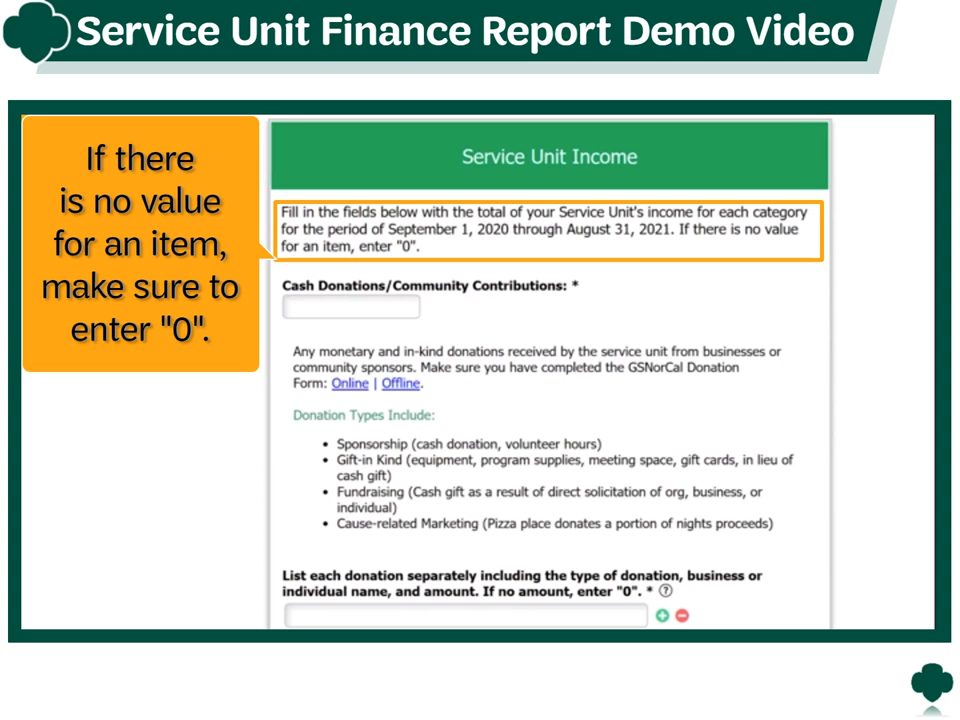 Service Unit Finance Report Demo Video
If there
is no value
for an item,
make sure to
enter "0".
Service Unit Income
Fill in the fields below with the total of your Service Unit's income for each category
for the period of September 1, 2020 through August 31, 2021. If there is no value
for an item, enter "0".
Cash Donations/Community Contributions: *
Any monetary and in-kind donations received by the service unit from businesses or
community sponsors. Make sure you have completed the GSNorCal Donation
Form: Online | Offline.
Donation Types Include:
• Sponsorship (cash donation, volunteer hours)
• Gift-in Kind (equipment, program supplies, meeting space, gift cards, in lieu of
cash gift)
• Fundraising (Cash gift as a result of direct solicitation of org, business, or
individual)
• Cause-related Marketing (Pizza place donates a portion of nights proceeds)
List each donation separately including the type of donation, business or
individual name, and amount. If no amount, enter "0". * ?